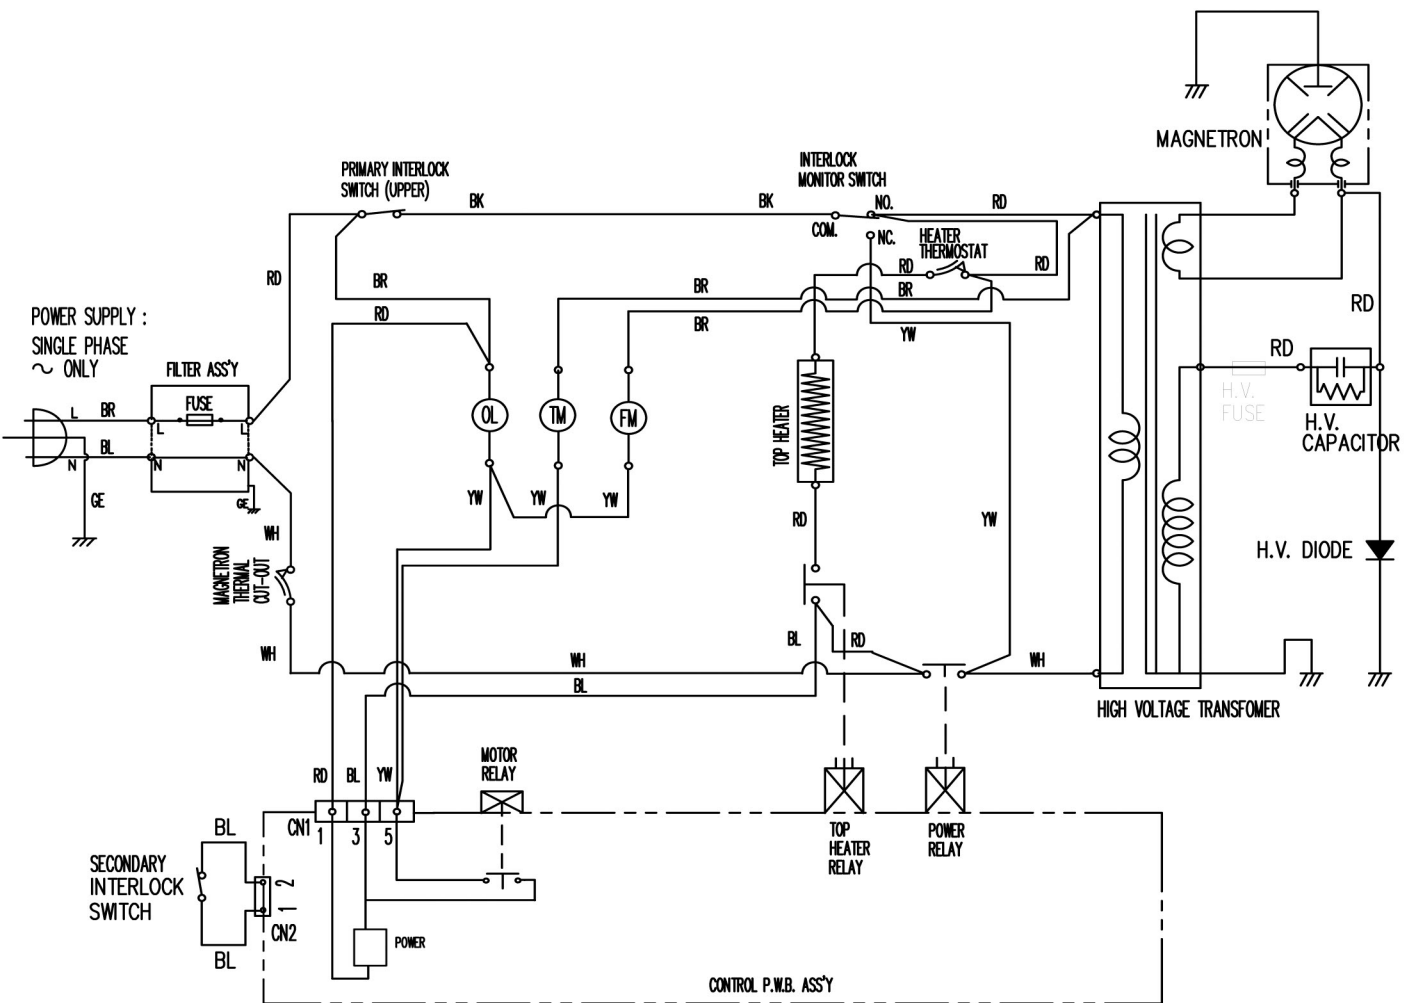 MAGNETRON
PRIMARY INTERLOCK
SWITCH (UPPER)
INTERLOCK
MONITOR SWITCH
BK
BK
NO.
RD
COM.
NC.
HEATER
THERMOSTAT
RD
RD
RD
BR
BR
BR
RD
BR
YW
RD
RD
POWER SUPPLY :
SINGLE PHASE
～ ONLY
FILTER ASS'Y
FUSE
L
BR
L
L
BL
N
N
N
GE
GE
OL
TM
FM
TOP HEATER
H.V.
FUSE
H.V.
CAPACITOR
YW
YW
YW
RD
YW
WH
MAGNETRON
THERMAL
CUT-OUT
H.V. DIODE
WH
WH
BL
BL
RD
WH
HIGH VOLTAGE TRANSFOMER
RD
BL
YW
MOTOR
RELAY
CN1
1
3
5
TOP
HEATER
RELAY
POWER
RELAY
BL
SECONDARY
INTERLOCK
SWITCH
2
1
CN2
BL
POWER
CONTROL P.W.B. ASS'Y